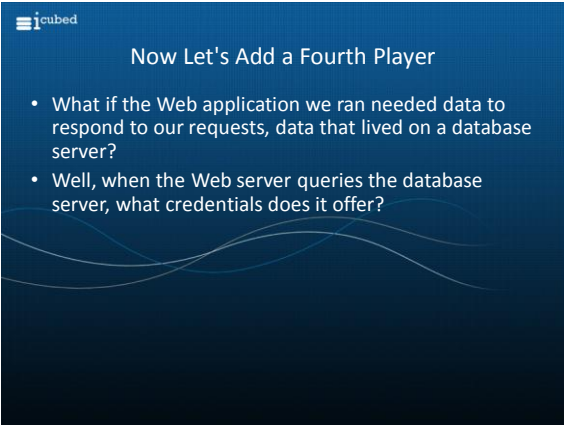 icubed
Now Let's Add a Fourth Player
• What if the Web application we ran needed data to
respond to our requests, data that lived on a database
server?
• Well, when the Web server queries the database
server, what credentials does it offer?